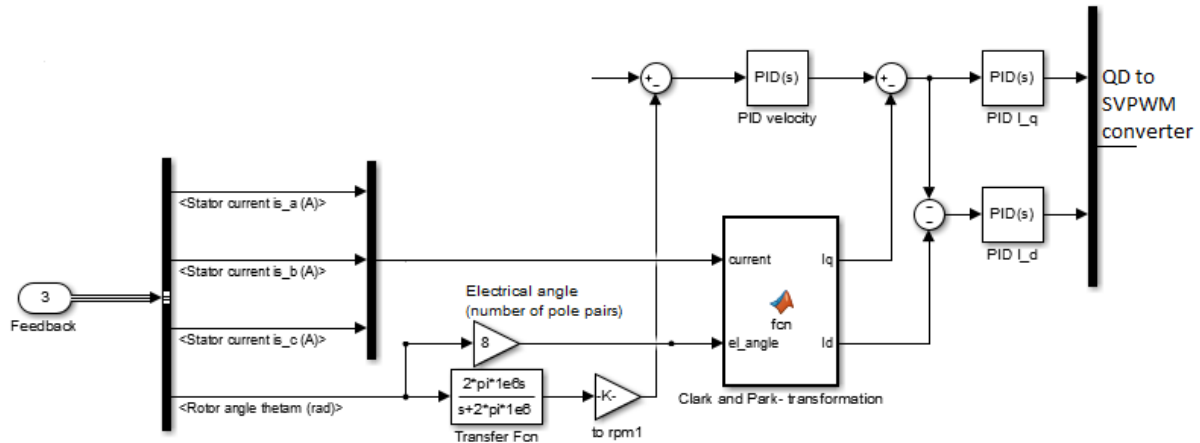 +
−
PID(s)
PID velocity
+
−
PID(s)
PID I_q
QD to
SVPWM
converter
<Stator current is_a (A)>
−
−
PID(s)
PID I_d
<Stator current is_b (A)>
current
Iq
3
Feedback
Electrical angle
(number of pole pairs)
fcn
<Stator current is_c (A)>
8
el_angle
Id
2*pi*1e6s
s+2*pi*1e6
-K-
Clark and Park- transformation
<Rotor angle thetam (rad)>
Transfer Fcn
to rpm1